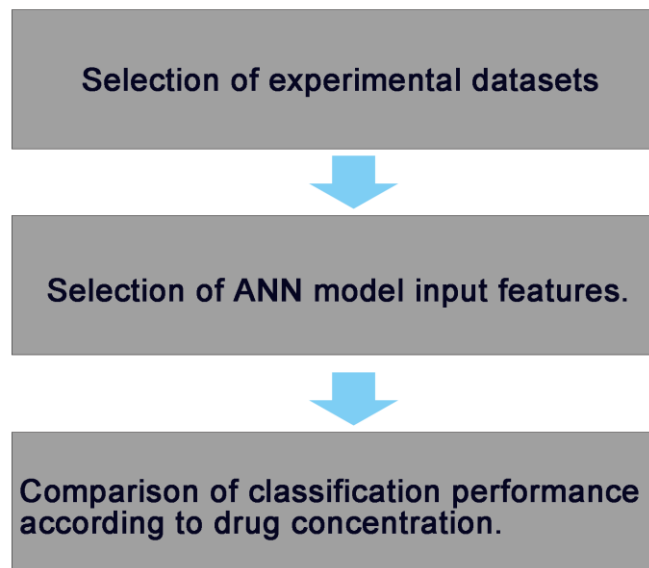 Selection of experimental datasets
Selection of ANN model input features.
Comparison of classification performance
according to drug concentration.